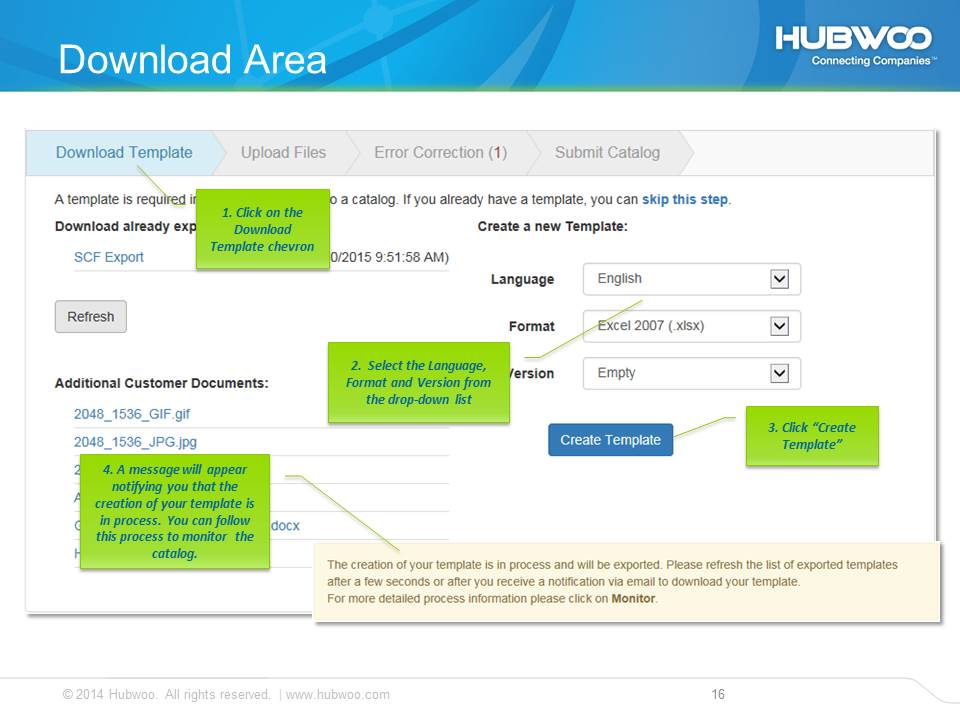 Download Area
HUBWOO
Connecting Companies™
Download Template
Upload Files
Error Correction (1)
Submit Catalog
A template is required
o a catalog. If you already have a template, you can skip this step.
1. Click on the
Download
Template chevron
Download already exp
SCF Export
0/2015 9:51:58 AM)
Refresh
Create a new Template:
Language
English
Format
Excel 2007 (.xlsx)
ersion
Empty
2. Select the Language,
Format and Version from
the drop-down list
Create Template
3. Click “Create
Template”
Additional Customer Documents:
2048_1536_GIF.gif
2048_1536_JPG.jpg
2
A
docx
H
4. A message will appear
notifying you that the
creation of your template is
in process. You can follow
this process to monitor the
catalog.
The creation of your template is in process and will be exported. Please refresh the list of exported templates
after a few seconds or after you receive a notification via email to download your template.
For more detailed process information please click on Monitor.
© 2014 Hubwoo. All rights reserved. | www.hubwoo.com
16